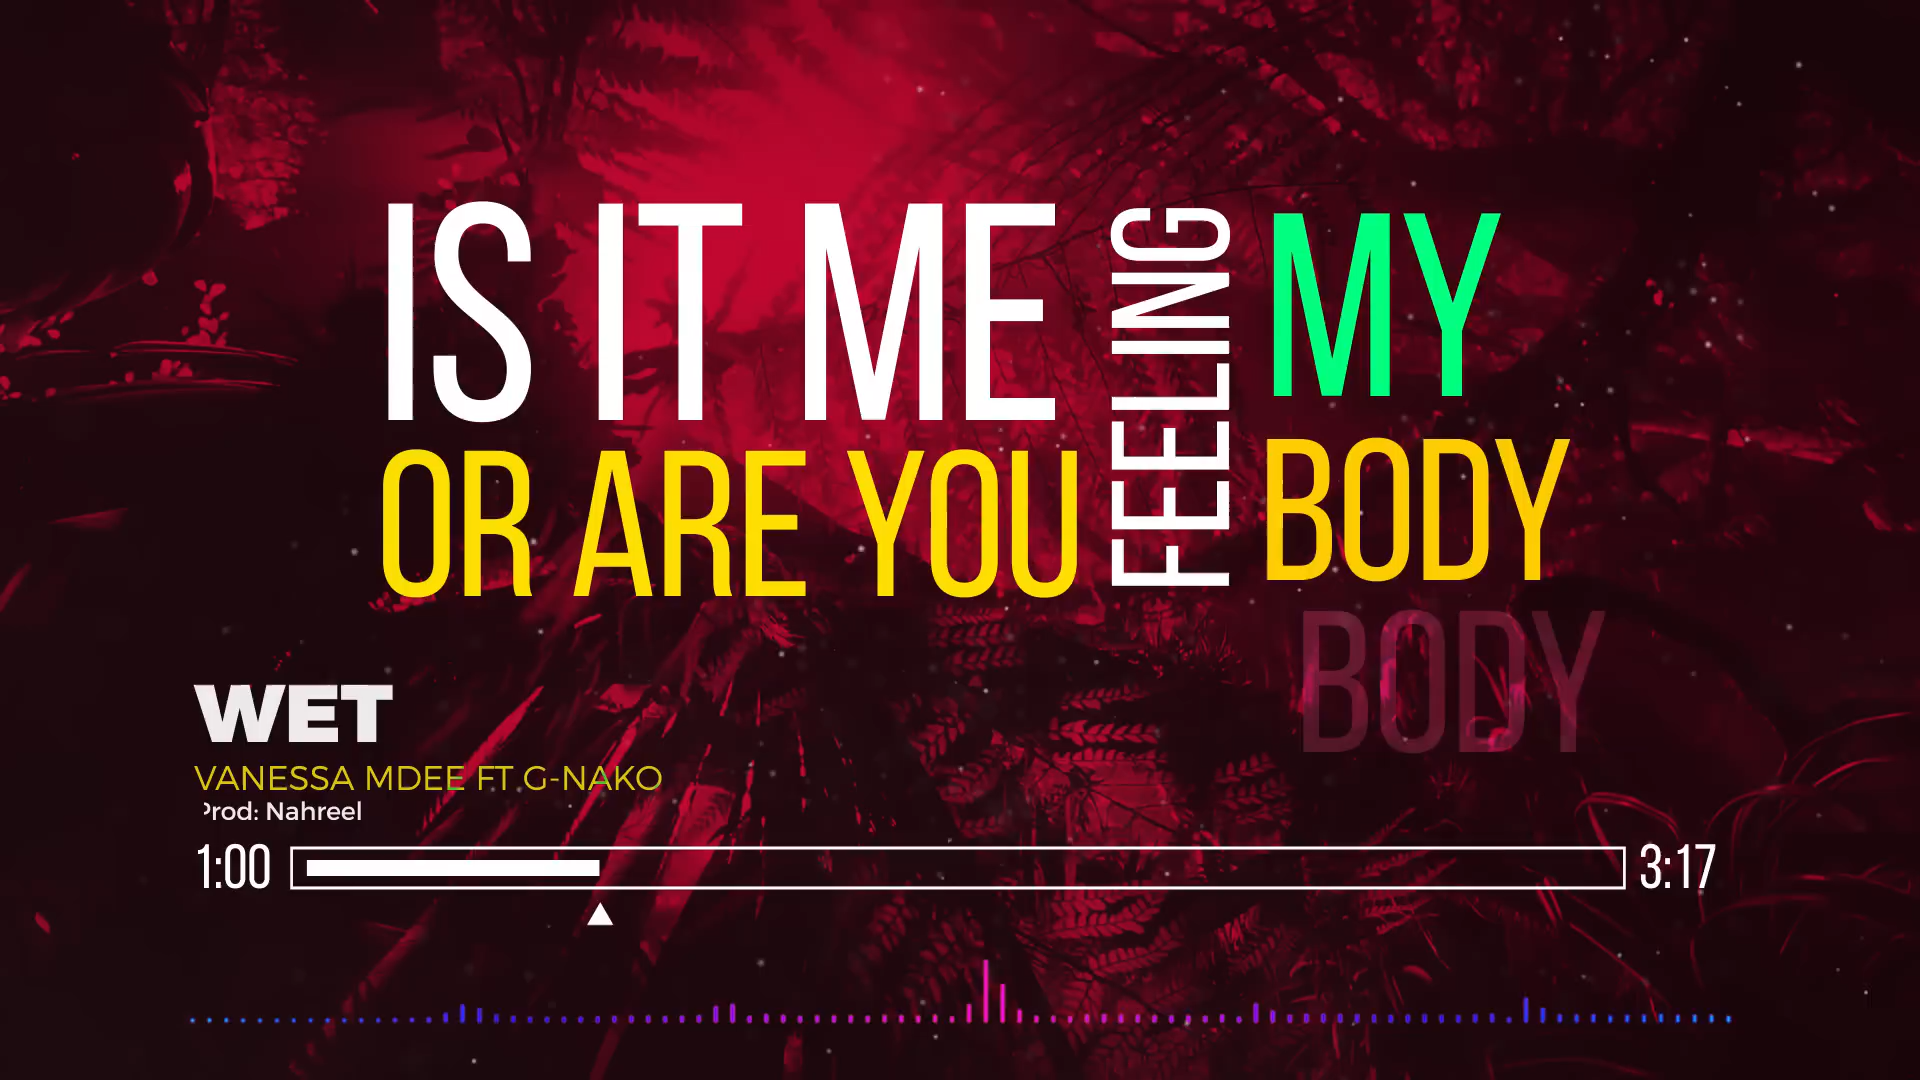 IS IT ME
OR ARE YOU
FEELING
MY
BODY
BODY
WET
VANESSA MDEE FT G-NAKO
Prod: Nahreel
1:00
3:17